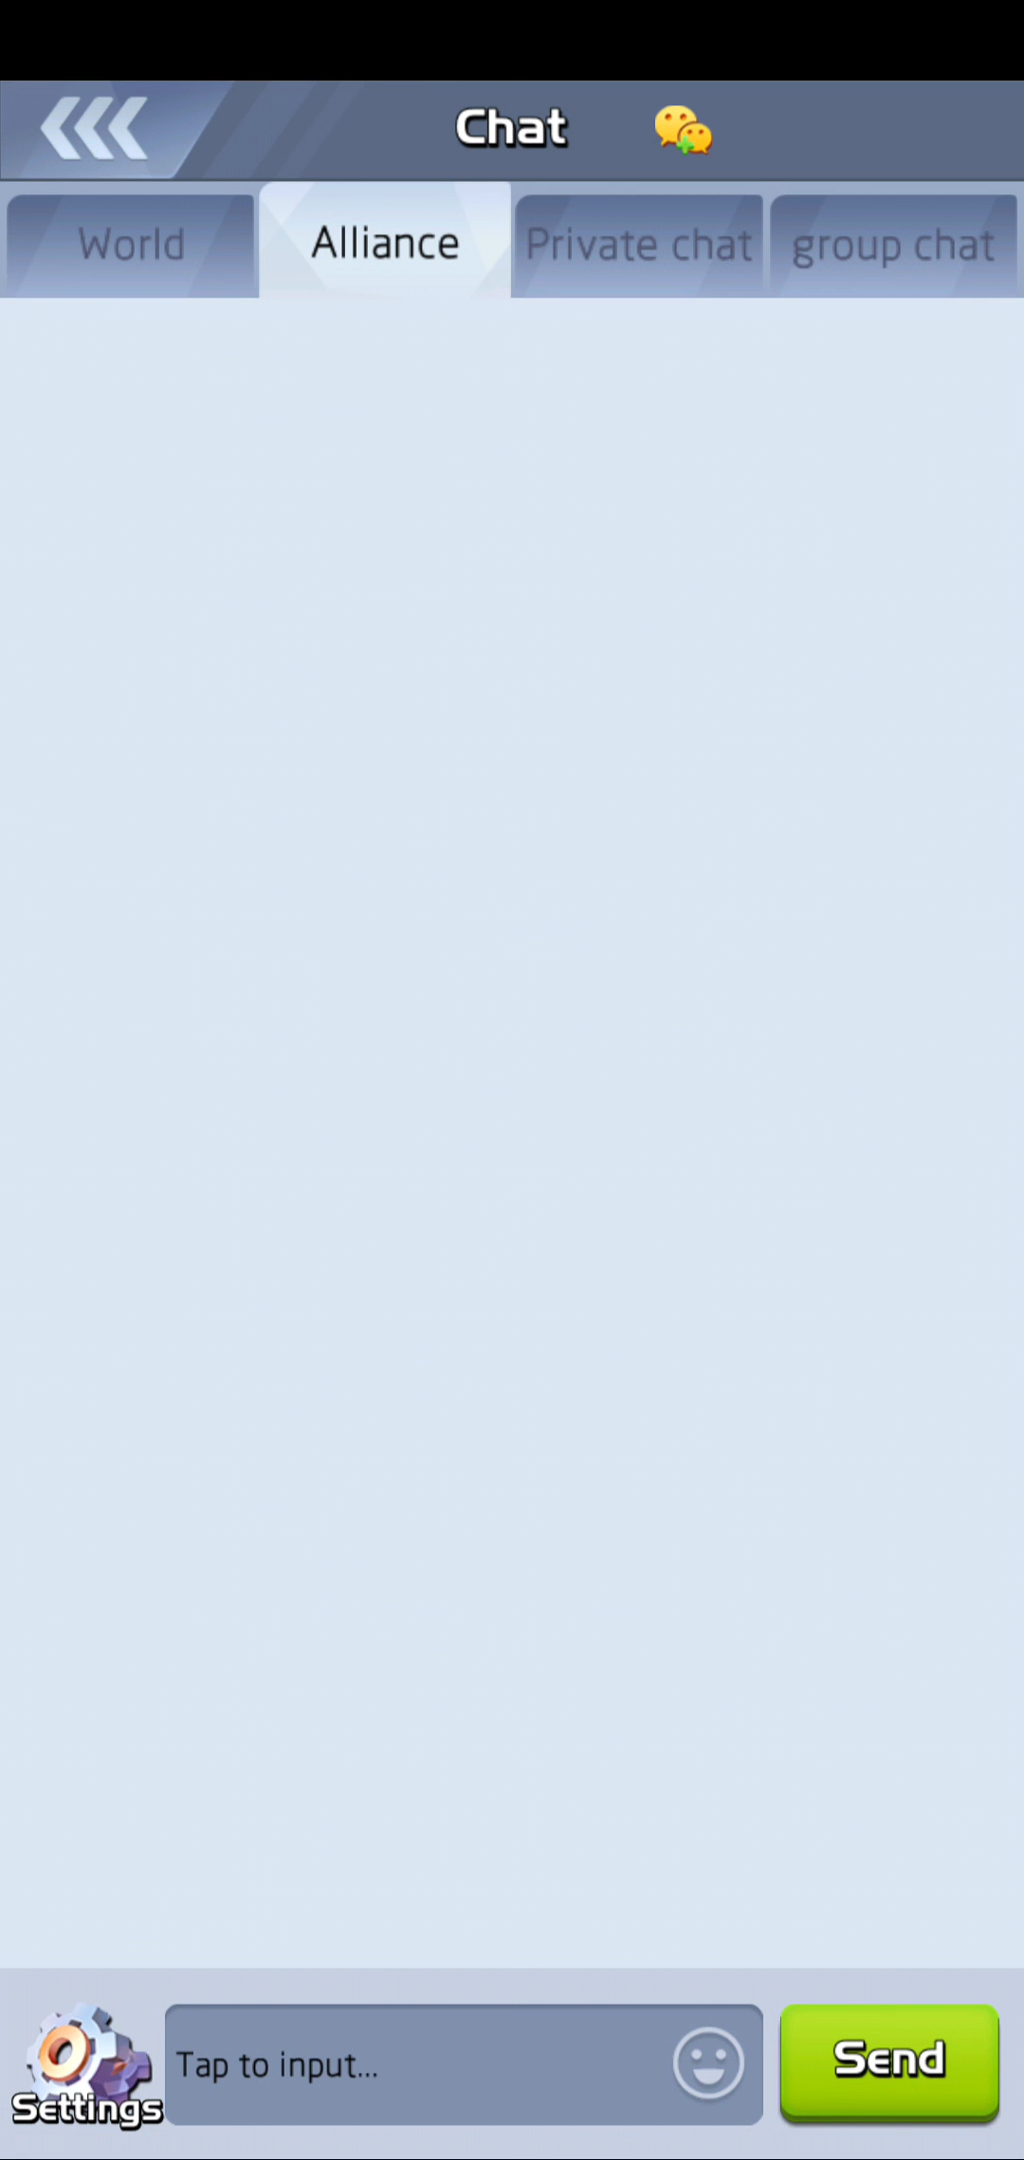 Chat
World
Alliance
Private chat
group chat
Tap to input...
Send
Settings